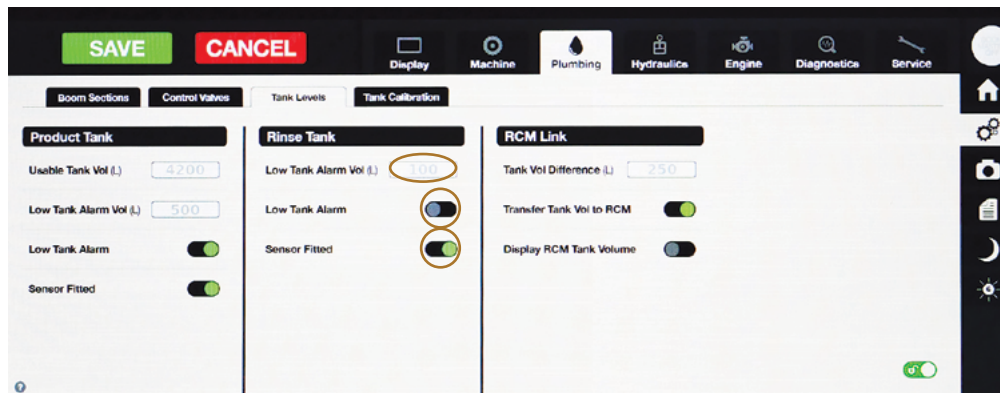 SAVE CANCEL
Display Machine Plumbing Hydraulics Engine Diagnostics Service
Boom Sections Control Valves Tank Levels Tank Calibration
Product Tank
Usable Tank Vol (L) 4200
Low Tank Alarm Vol (L) 500
Low Tank Alarm
Sensor Fitted
Rinse Tank
Low Tank Alarm Vol (L) 100
Low Tank Alarm
Sensor Fitted
RCM Link
Tank Vol Difference (L) 250
Transfer Tank Vol to RCM
Display RCM Tank Volume
?